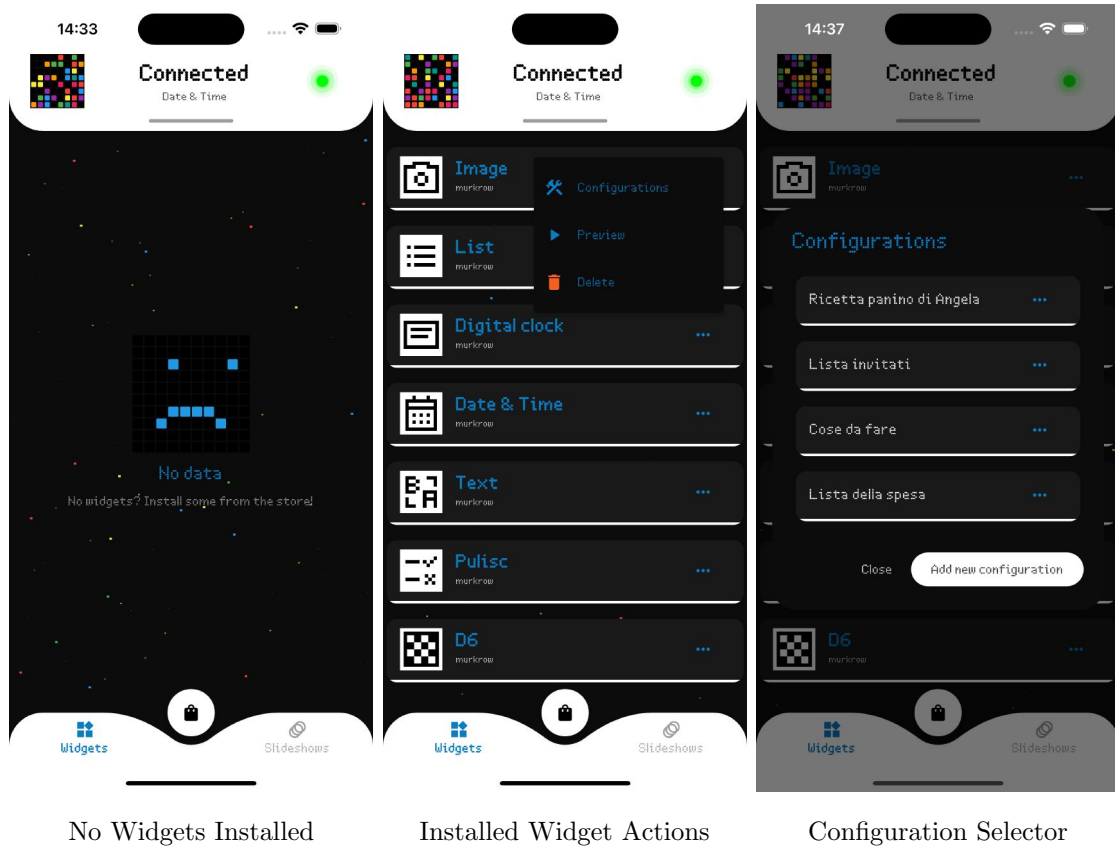 14:33
Connected
Date & Time
No data
No widgets? Install some from the store!
Widgets
Slideshows
No Widgets Installed
Connected
Date & Time
Image
murkrow
Configurations
Preview
Delete
List
murkrow
Digital clock
murkrow
Date & Time
murkrow
Text
murkrow
Pulisc
murkrow
D6
murkrow
Widgets
Slideshows
Installed Widget Actions
14:37
Connected
Date & Time
Image
murkrow
Configurations
Ricetta panino di Angela
Lista invitati
Cose da fare
Lista della spesa
Close
Add new configuration
D6
murkrow
Widgets
Slideshows
Configuration Selector